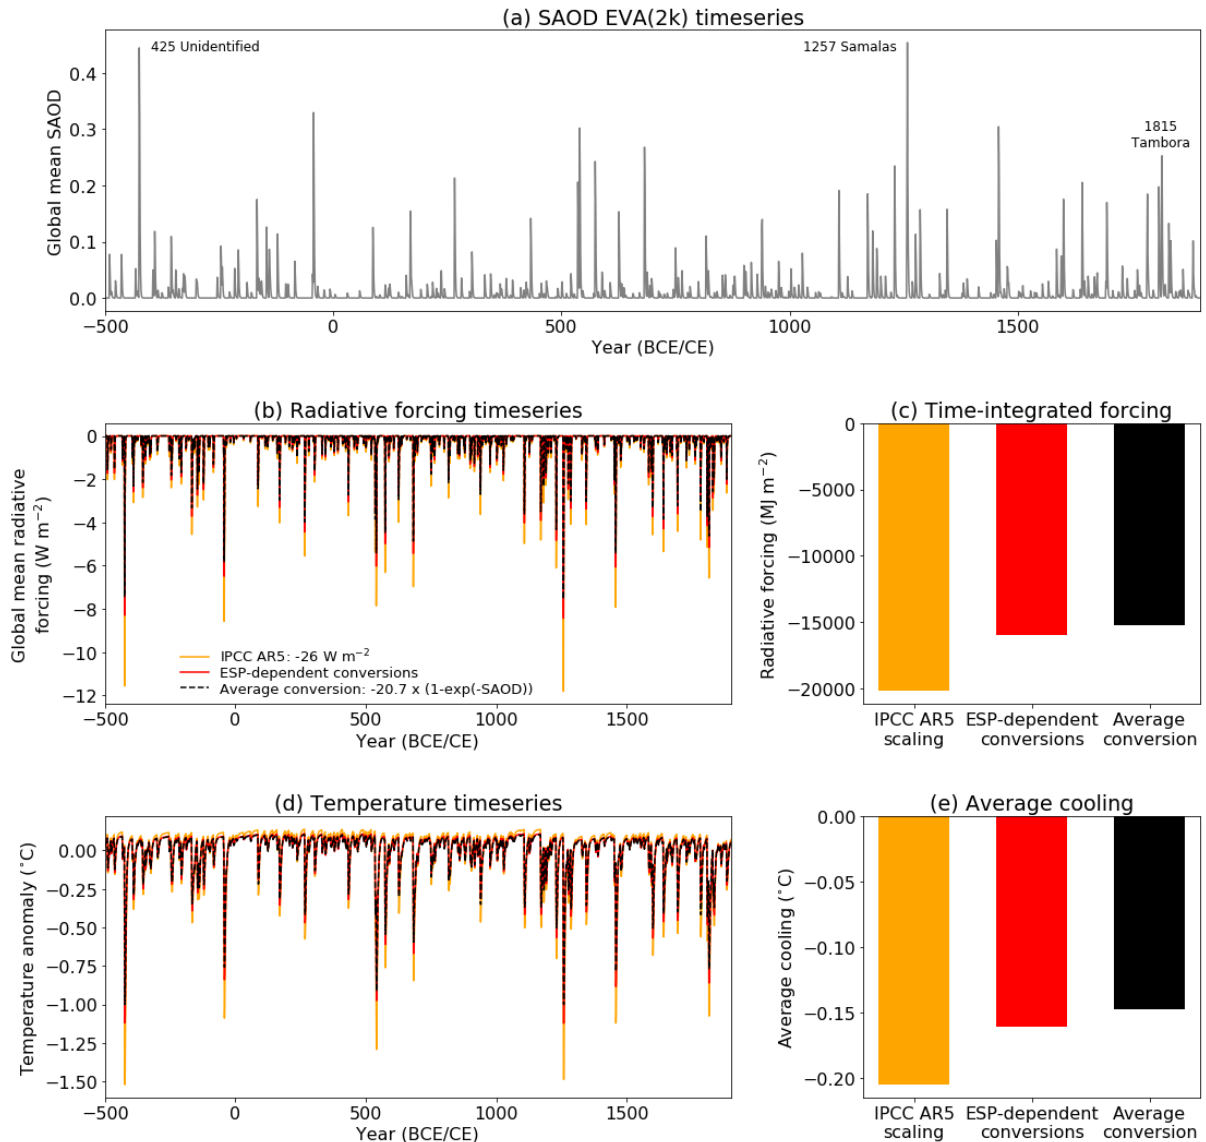 (a) SAOD EVA(2k) timeseries
425 Unidentified
1257 Samalas
1815
Tambora
Global mean SAOD
0.4
0.3
0.2
0.1
0.0
−500
0
500
1000
1500
Year (BCE/CE)
(b) Radiative forcing timeseries
Global mean radiative
forcing (W m−2)
0
−2
−4
−6
−8
−10
−12
IPCC AR5: -26 W m−2
ESP-dependent conversions
Average conversion: -20.7 x (1-exp(-SAOD))
−500
0
500
1000
1500
Year (BCE/CE)
(c) Time-integrated forcing
Radiative forcing (MJ m−2)
0
−5000
−10000
−15000
−20000
IPCC AR5
scaling
ESP-dependent
conversions
Average
conversion
(d) Temperature timeseries
Temperature anomaly (°C)
0.00
−0.25
−0.50
−0.75
−1.00
−1.25
−1.50
−500
0
500
1000
1500
Year (BCE/CE)
(e) Average cooling
Average cooling (°C)
0.00
−0.05
−0.10
−0.15
−0.20
IPCC AR5
scaling
ESP-dependent
conversions
Average
conversion